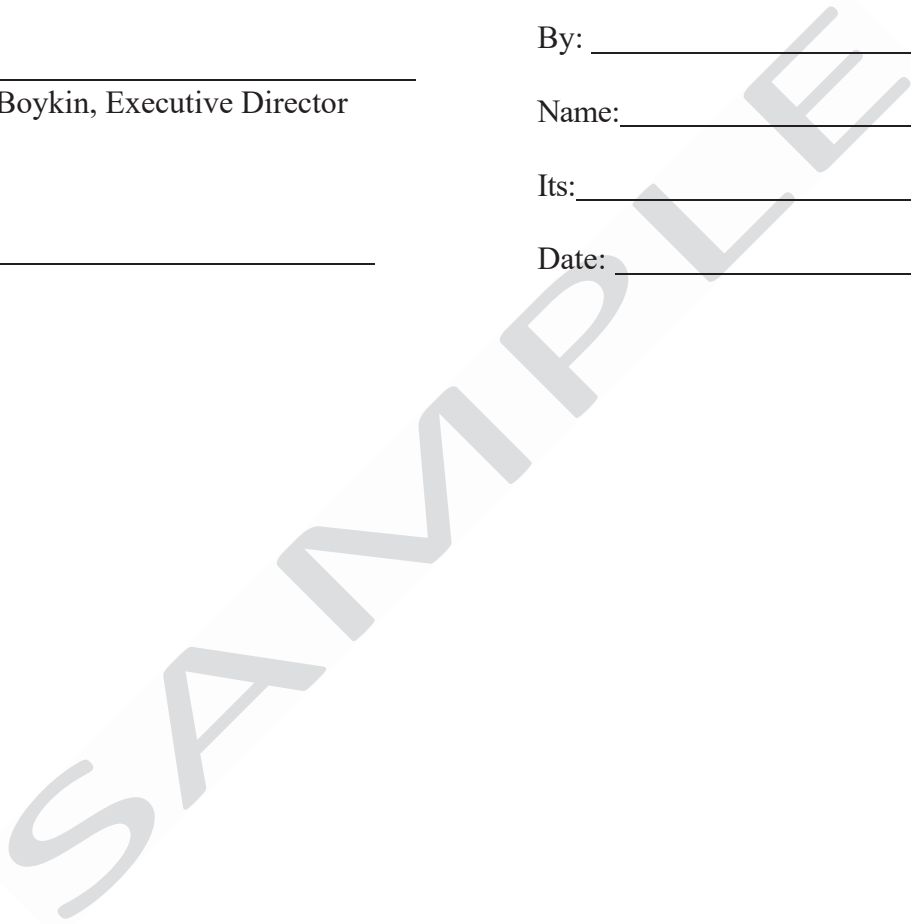 By:
Boykin, Executive Director
Name:
Its:
Date:
SAMPLE